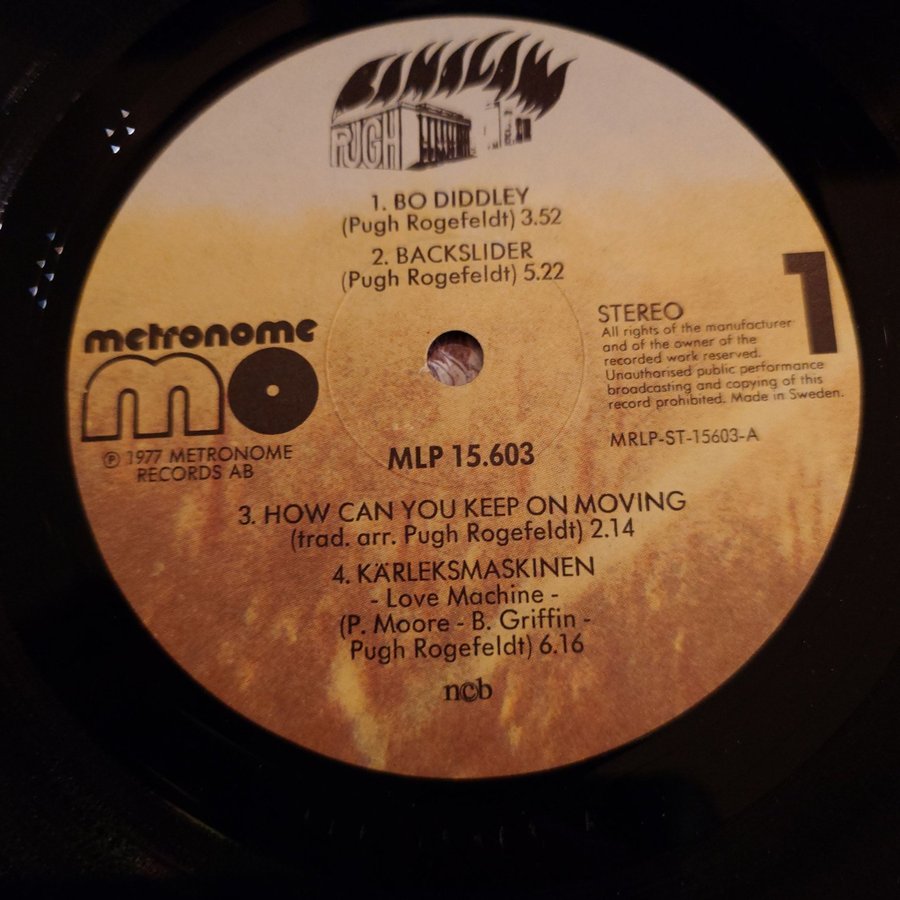 BAMALAMA
PUGH
1. BO DIDDLEY
(Pugh Rogefeldt) 3.52
2. BACKSLIDER
(Pugh Rogefeldt) 5.22
metronome
mo
℗ 1977 METRONOME
RECORDS AB
1
STEREO
All rights of the manufacturer
and of the owner of the
recorded work reserved.
Unauthorised public performance
broadcasting and copying of this
record prohibited. Made in Sweden.
MRLP-ST-15603-A
MLP 15.603
3. HOW CAN YOU KEEP ON MOVING
(trad. arr. Pugh Rogefeldt) 2.14
4. KÄRLEKSMASKINEN
- Love Machine -
(P. Moore - B. Griffin -
Pugh Rogefeldt) 6.16
ncb